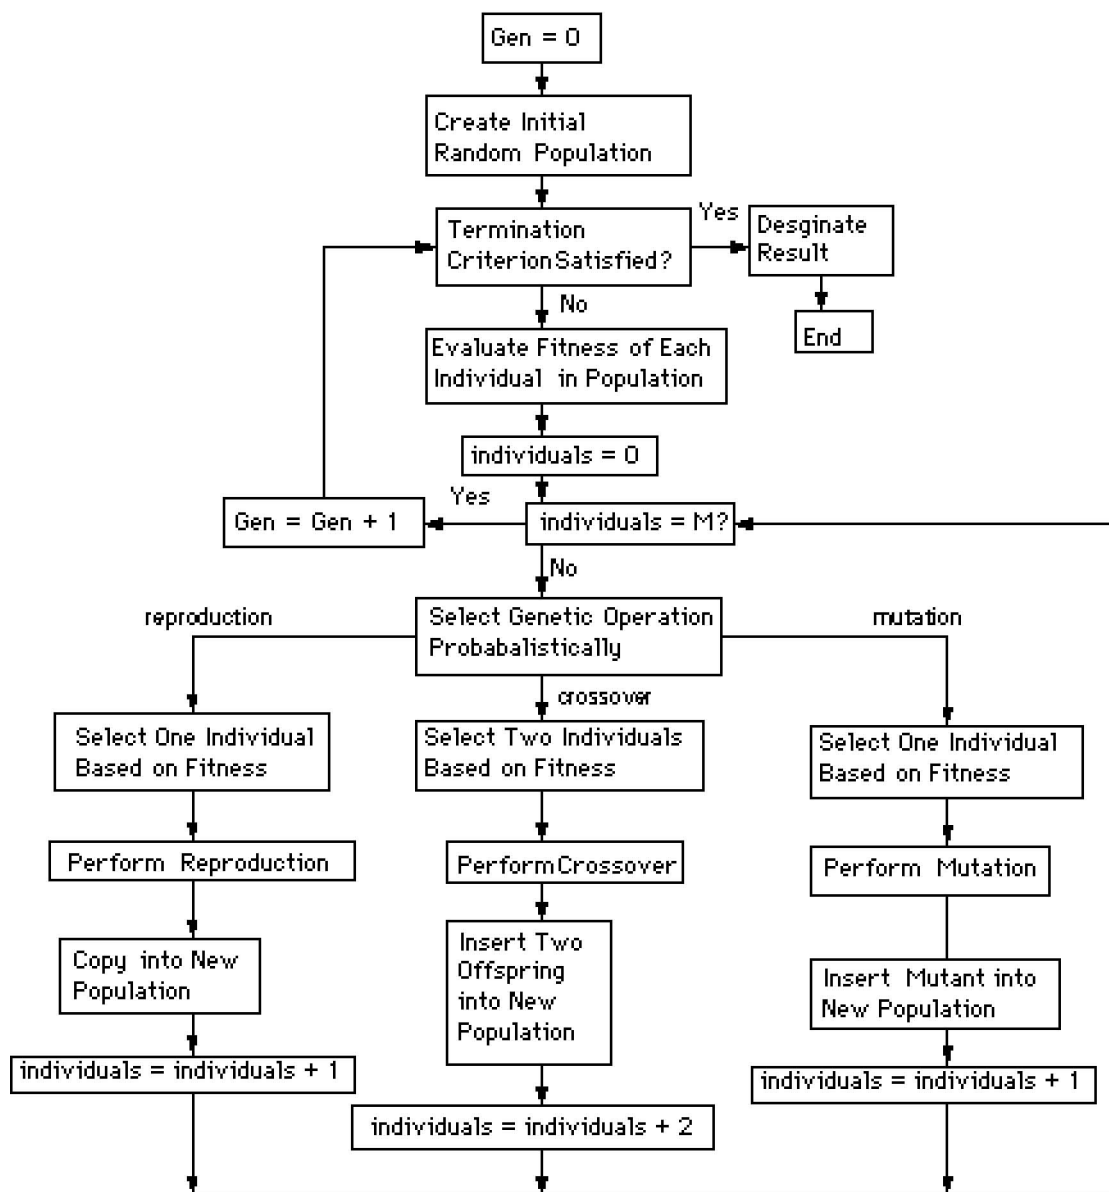 Gen = 0
Create Initial
Random Population
Termination
Criterion Satisfied?
Yes
Desginate
Result
End
No
Evaluate Fitness of Each
Individual in Population
individuals = 0
Yes
Gen = Gen + 1
individuals = M?
No
reproduction
Select Genetic Operation
Probabalistically
mutation
crossover
Select One Individual
Based on Fitness
Select Two Individuals
Based on Fitness
Select One Individual
Based on Fitness
Perform Reproduction
Perform Crossover
Perform Mutation
Copy into New
Population
Insert Two
Offspring
into New
Population
Insert Mutant into
New Population
individuals = individuals + 1
individuals = individuals + 2
individuals = individuals + 1